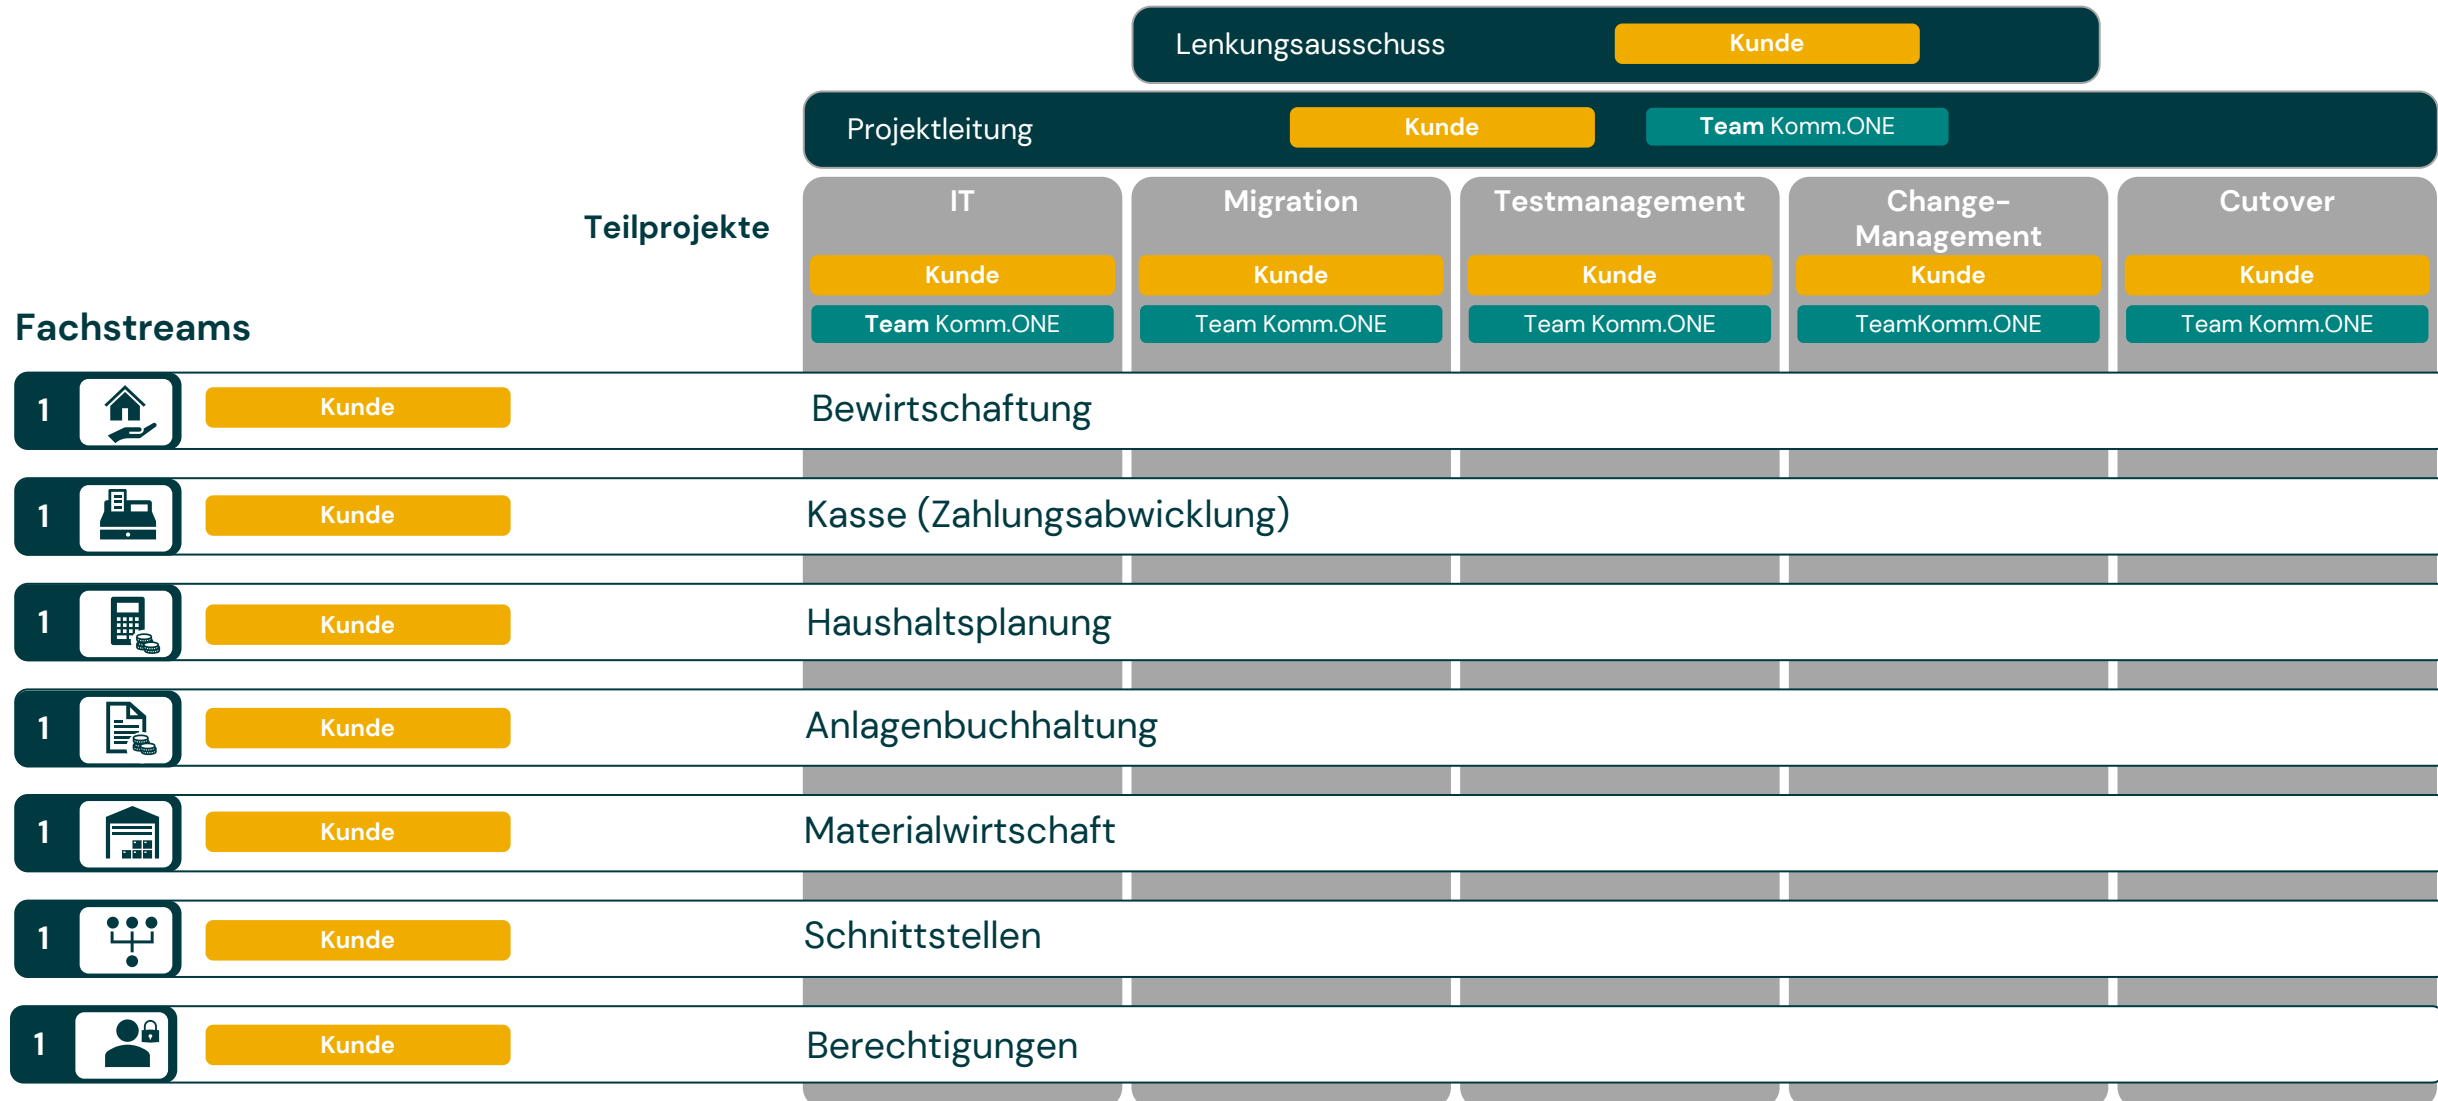 Lenkungsausschuss Kunde
Projektleitung Kunde Team Komm.ONE
Teilprojekte
IT
Kunde
Team Komm.ONE
Migration
Kunde
Team Komm.ONE
Testmanagement
Kunde
Team Komm.ONE
Change-
Management
Kunde
TeamKomm.ONE
Cutover
Kunde
Team Komm.ONE
Fachstreams
1 Kunde Bewirtschaftung
1 Kunde Kasse (Zahlungsabwicklung)
1 Kunde Haushaltsplanung
1 Kunde Anlagenbuchhaltung
1 Kunde Materialwirtschaft
1 Kunde Schnittstellen
1 Kunde Berechtigungen